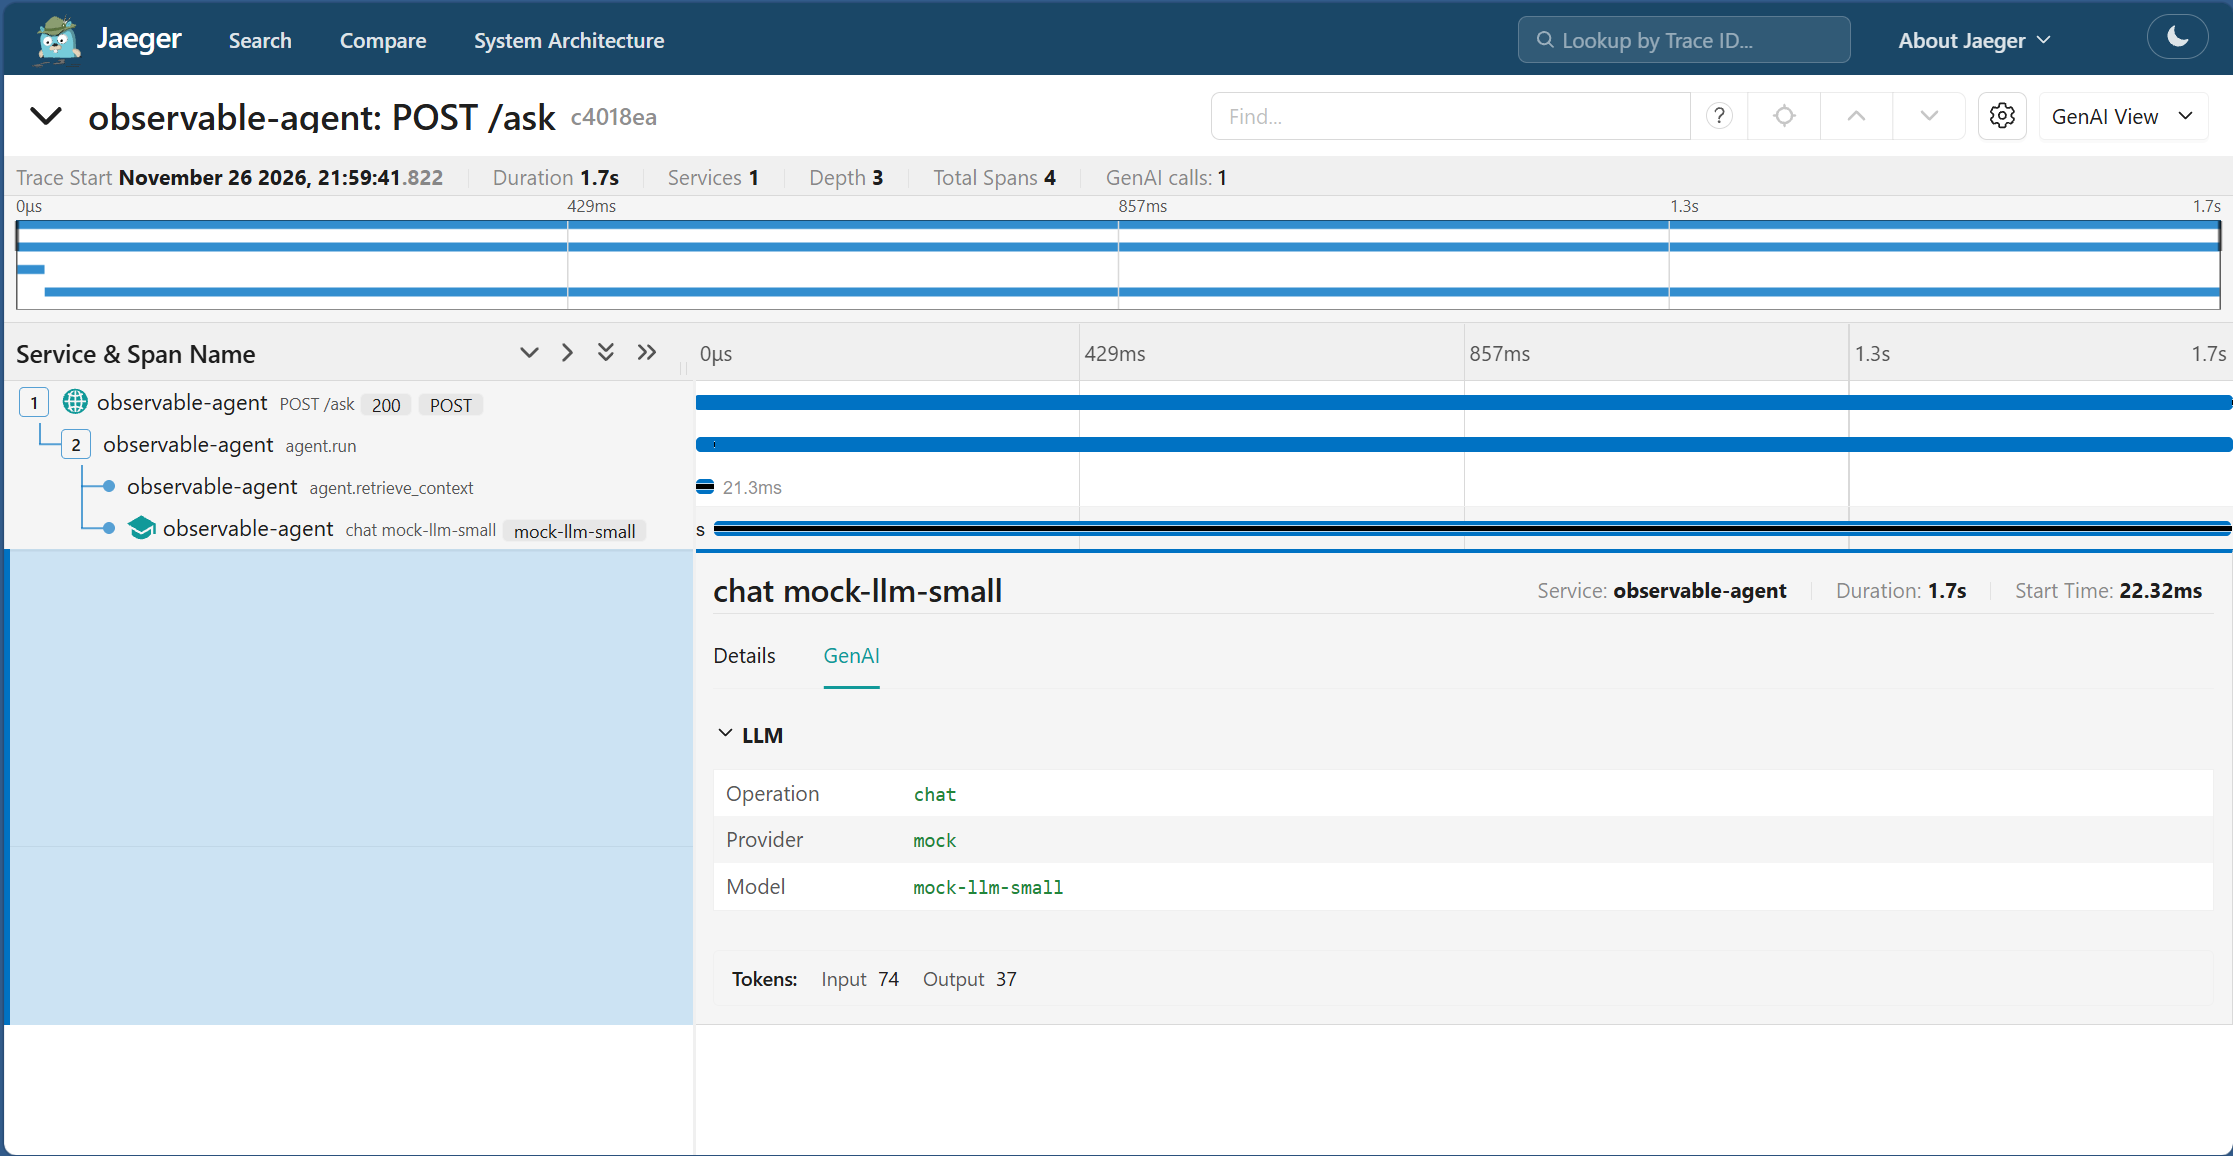 Jaeger Search Compare System Architecture Lookup by Trace ID... About Jaeger
observable-agent: POST /ask c4018ea Find... ? GenAI View
Trace Start November 26 2026, 21:59:41.822 Duration 1.7s Services 1 Depth 3 Total Spans 4 GenAI calls: 1
0μs 429ms 857ms 1.3s 1.7s
Service & Span Name 0μs 429ms 857ms 1.3s 1.7s
1 observable-agent POST /ask 200 POST
2 observable-agent agent.run
observable-agent agent.retrieve_context 21.3ms
observable-agent chat mock-llm-small mock-llm-small s
chat mock-llm-small Service: observable-agent Duration: 1.7s Start Time: 22.32ms
Details GenAI
LLM
Operation chat
Provider mock
Model mock-llm-small
Tokens: Input 74 Output 37